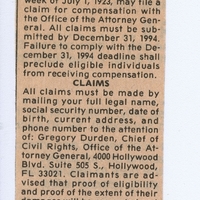 week of July 1, 1923, may file a
claim for compensation with
the Office of the Attorney Gen-
eral. All claims must be sub-
mitted by December 31, 1994.
Failure to comply with the De-
cember 31, 1994 deadline shall
preclude eligible individuals
from receiving compensation.
CLAIMS
All claims must be made by
mailing your full legal name,
social security number, date o
birth, current address, and
phone number to the attention
of: Gregory Durden, Chief of
Civil Rights, Office of the At-
torney General, 4000 Hollywood
Blvd. Suite 505 S., Hollywood,
FL 33021. Claimants are ad-
vised that proof of eligibility
and proof of the extent of their